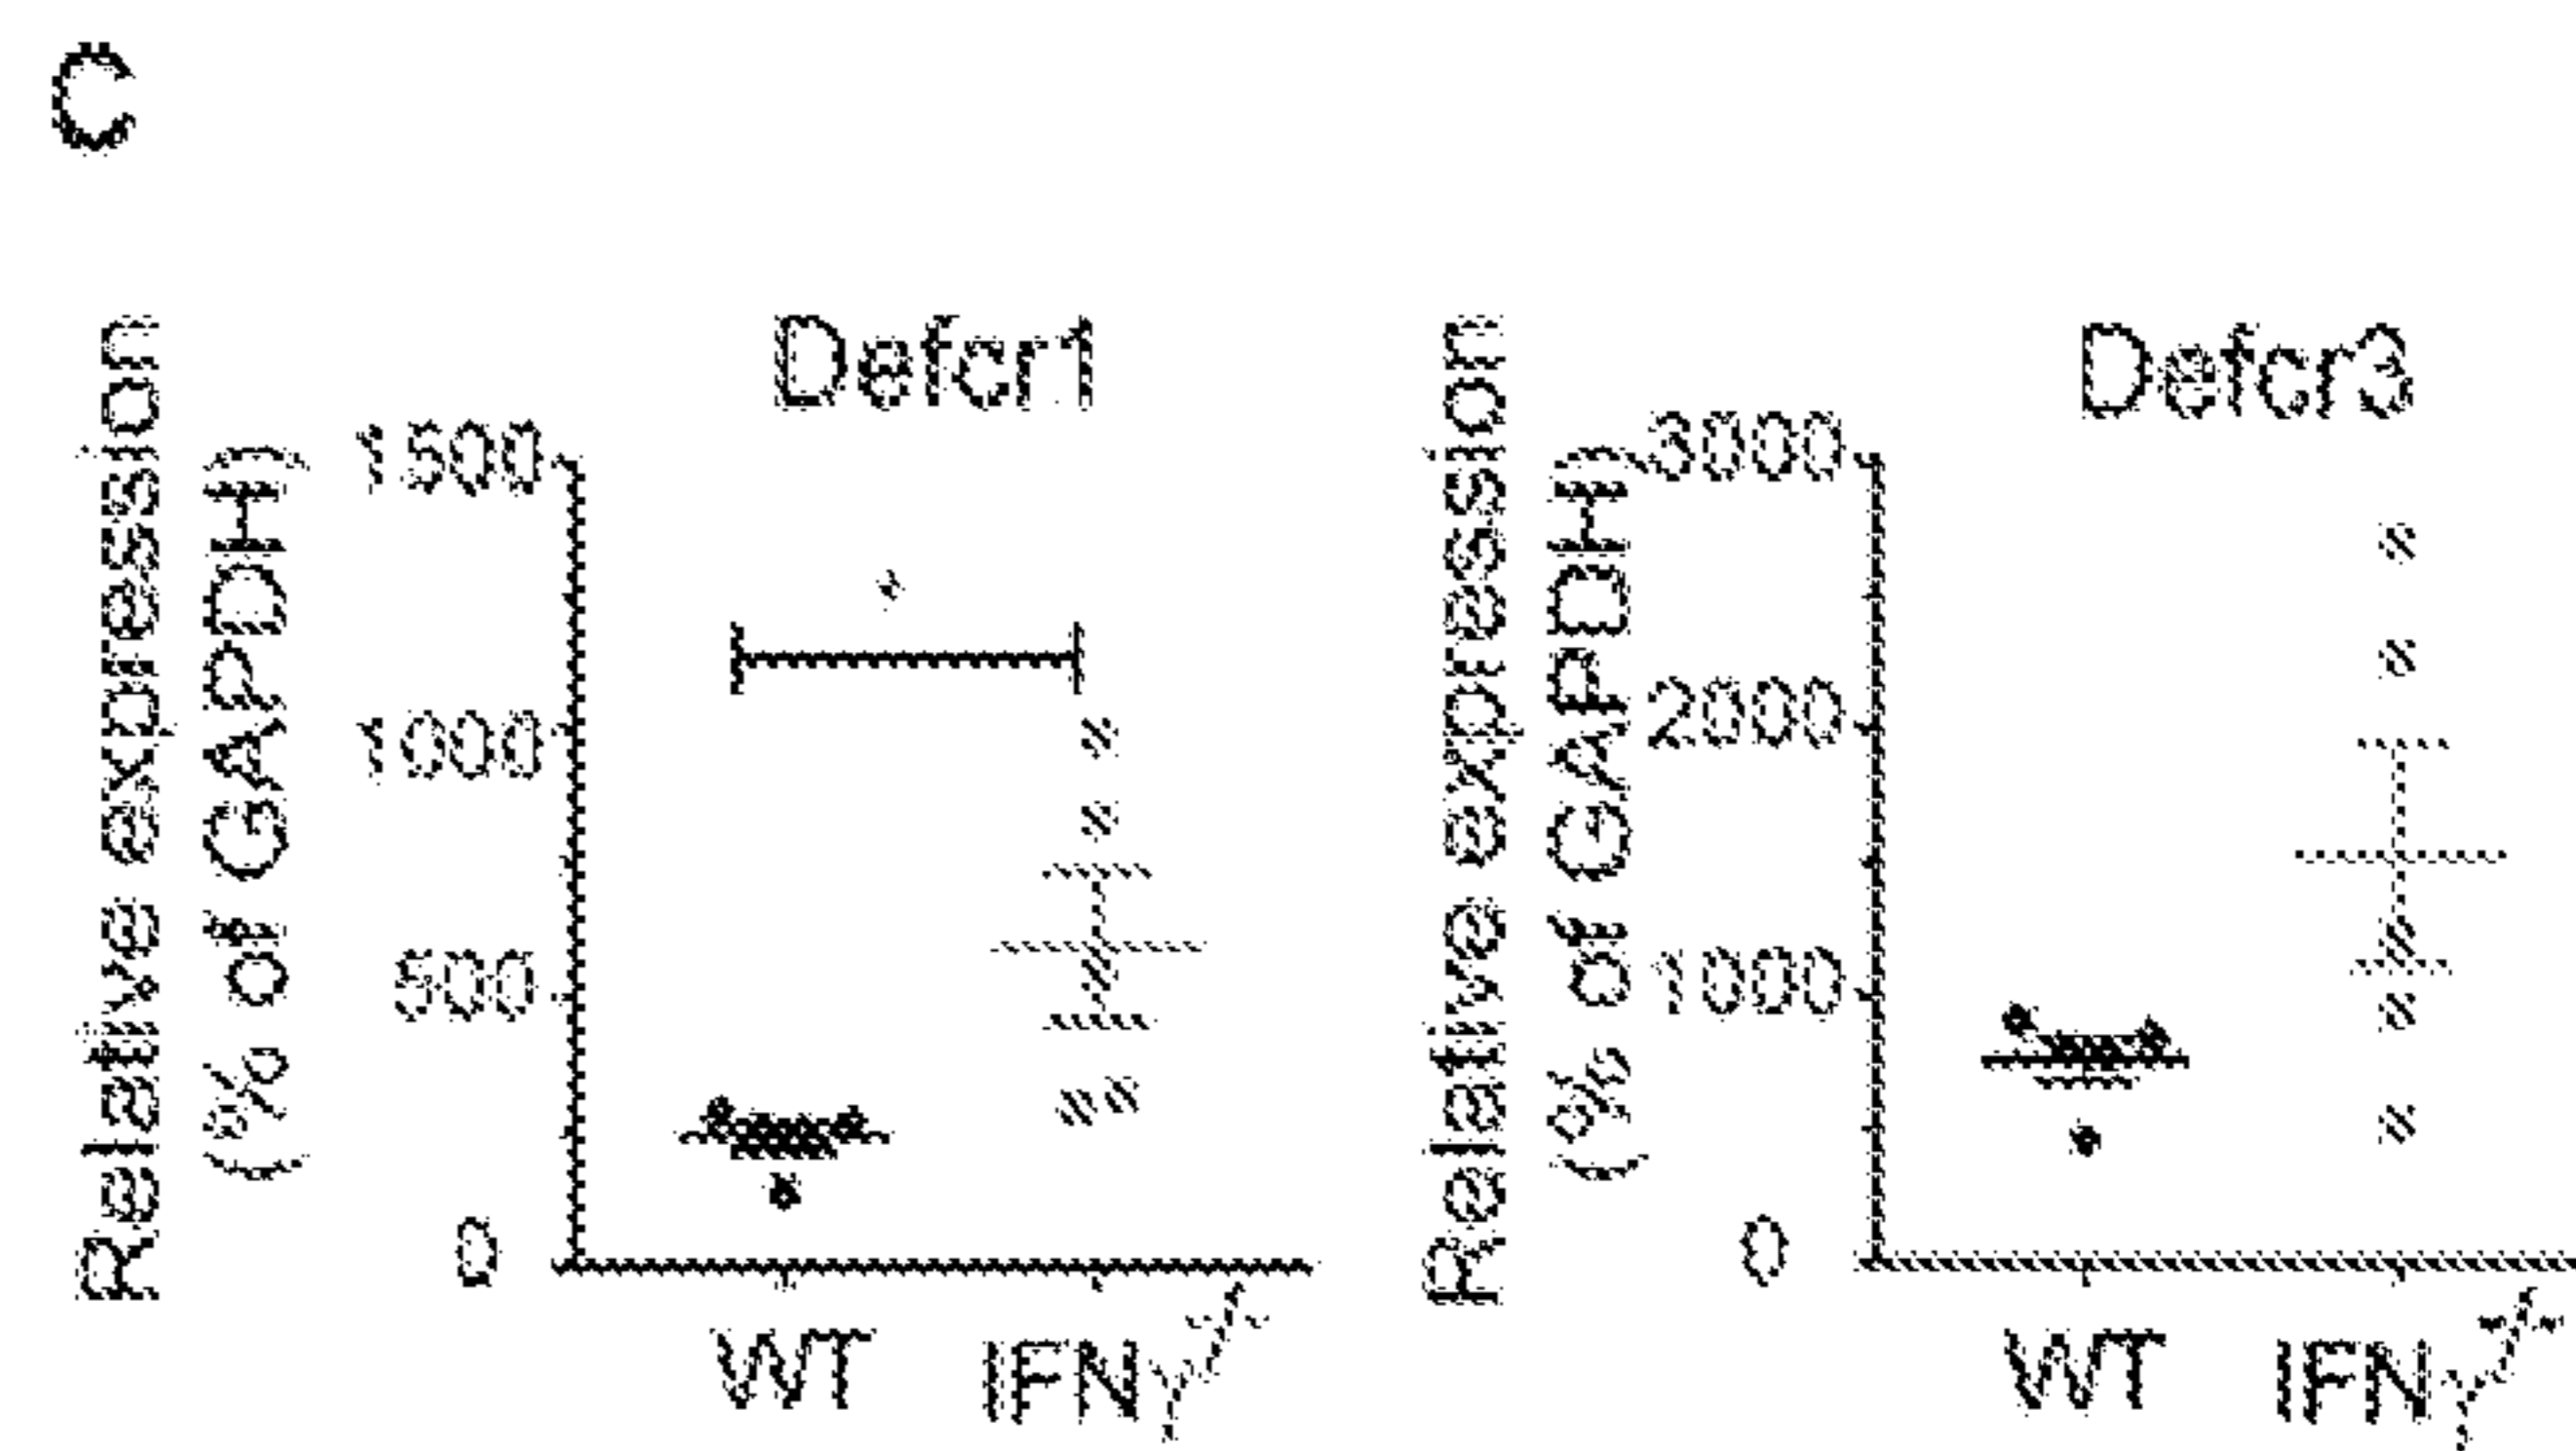 C
Defcr1
Relative expression
(% of GAPDH)
1500
1000
500
0
WT
IFNγ-/-
*
Defcr3
Relative expression
(% of GAPDH)
3000
2000
1000
0
WT
IFNγ-/-